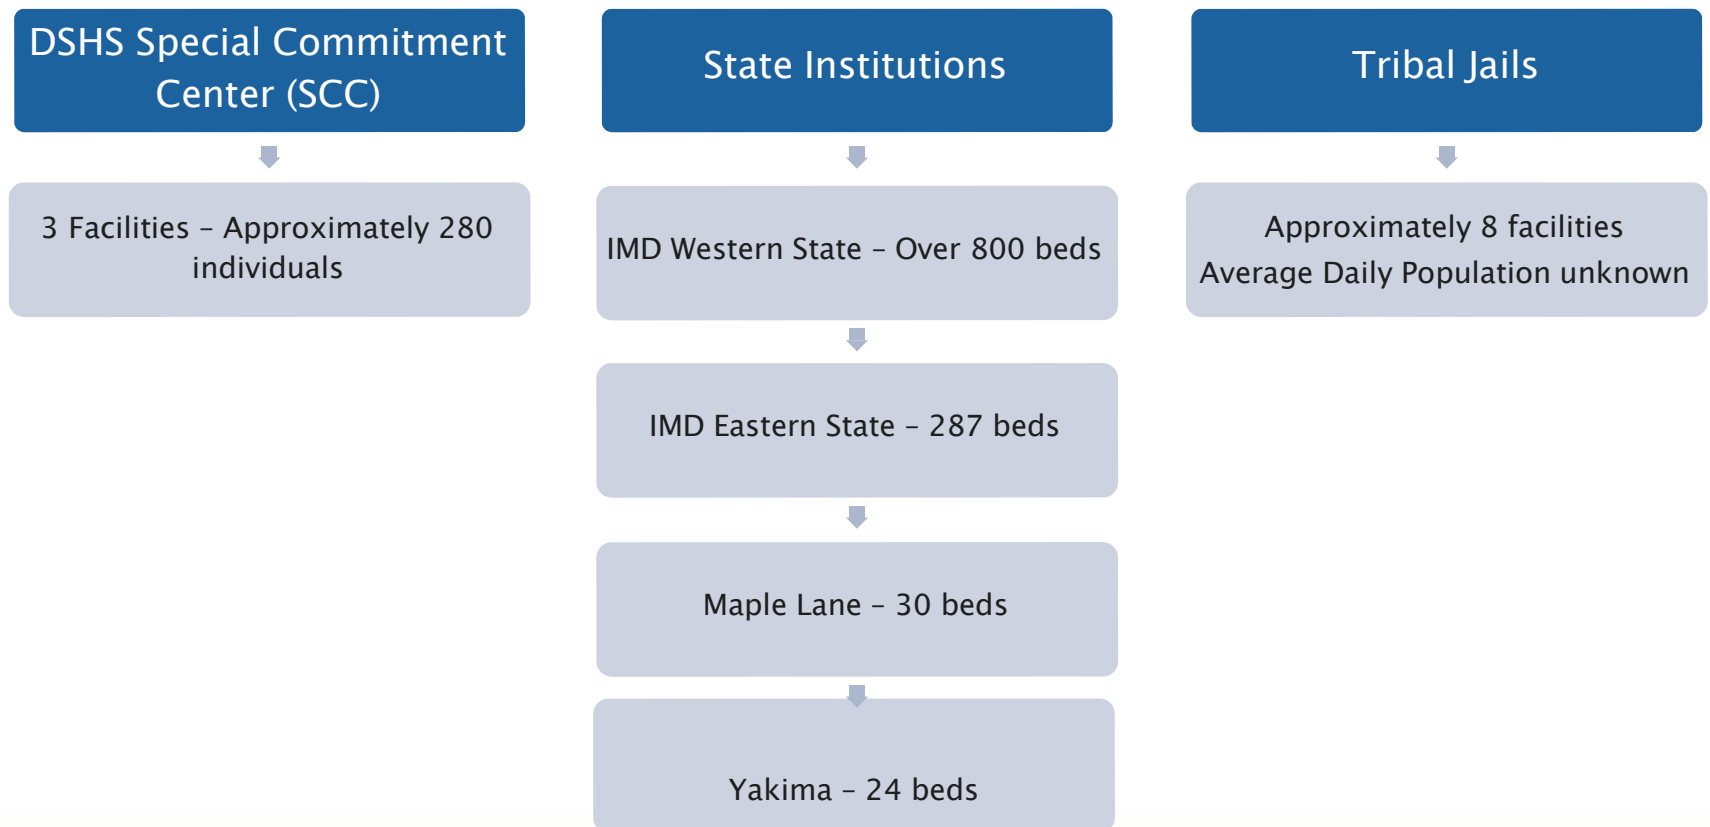 DSHS Special Commitment
Center (SCC)
3 Facilities – Approximately 280
individuals
State Institutions
IMD Western State – Over 800 beds
IMD Eastern State – 287 beds
Maple Lane – 30 beds
Yakima – 24 beds
Tribal Jails
Approximately 8 facilities
Average Daily Population unknown